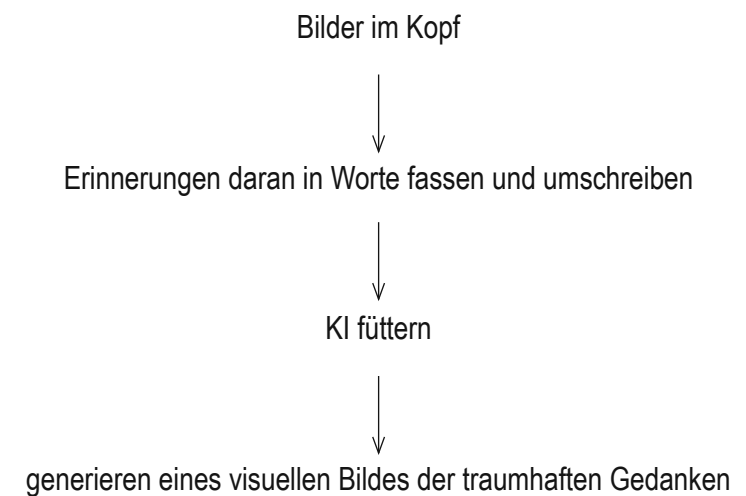 Bilder im Kopf
Erinnerungen daran in Worte fassen und umschreiben
KI füttern
generieren eines visuellen Bildes der traumhaften Gedanken